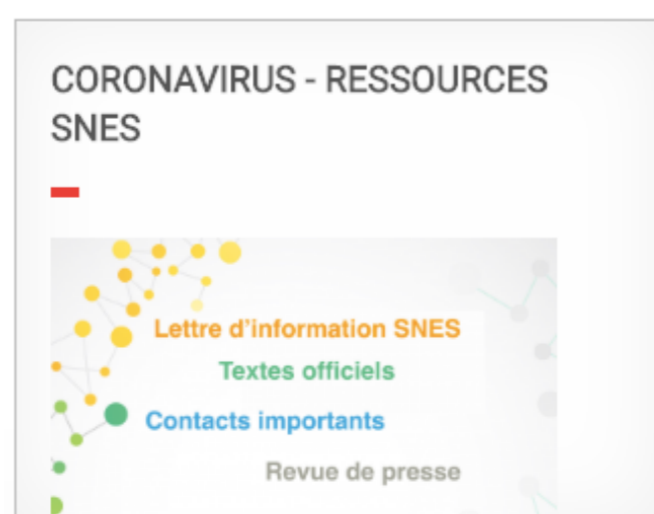 CORONAVIRUS - RESSOURCES
SNES
Lettre d'information SNES
Textes officiels
Contacts importants
Revue de presse